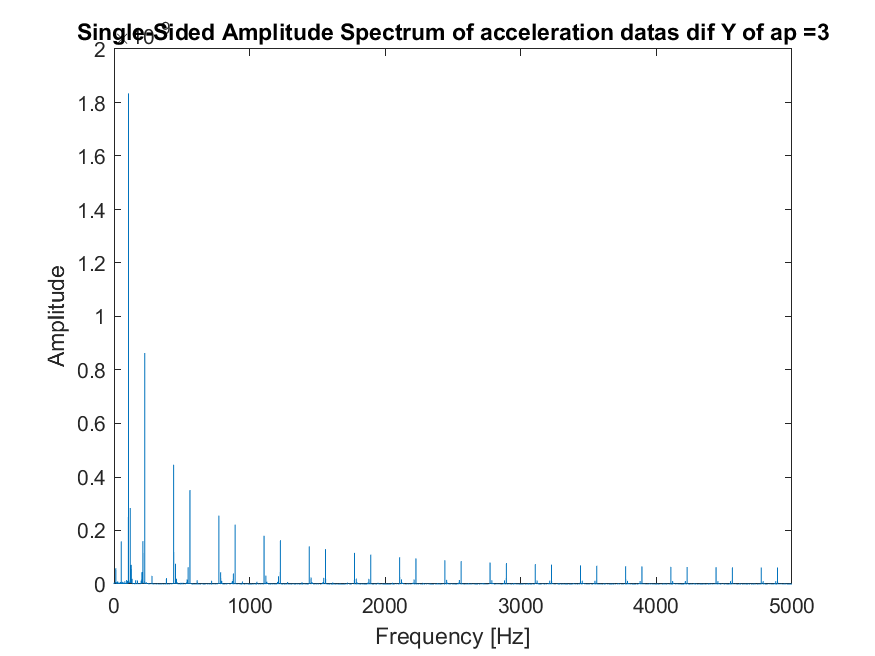 Single-Sided Amplitude Spectrum of acceleration datas dif Y of ap =3
2
1.8
1.6
1.4
1.2
1
0.8
0.6
0.4
0.2
0
Amplitude
0 1000 2000 3000 4000 5000
Frequency [Hz]